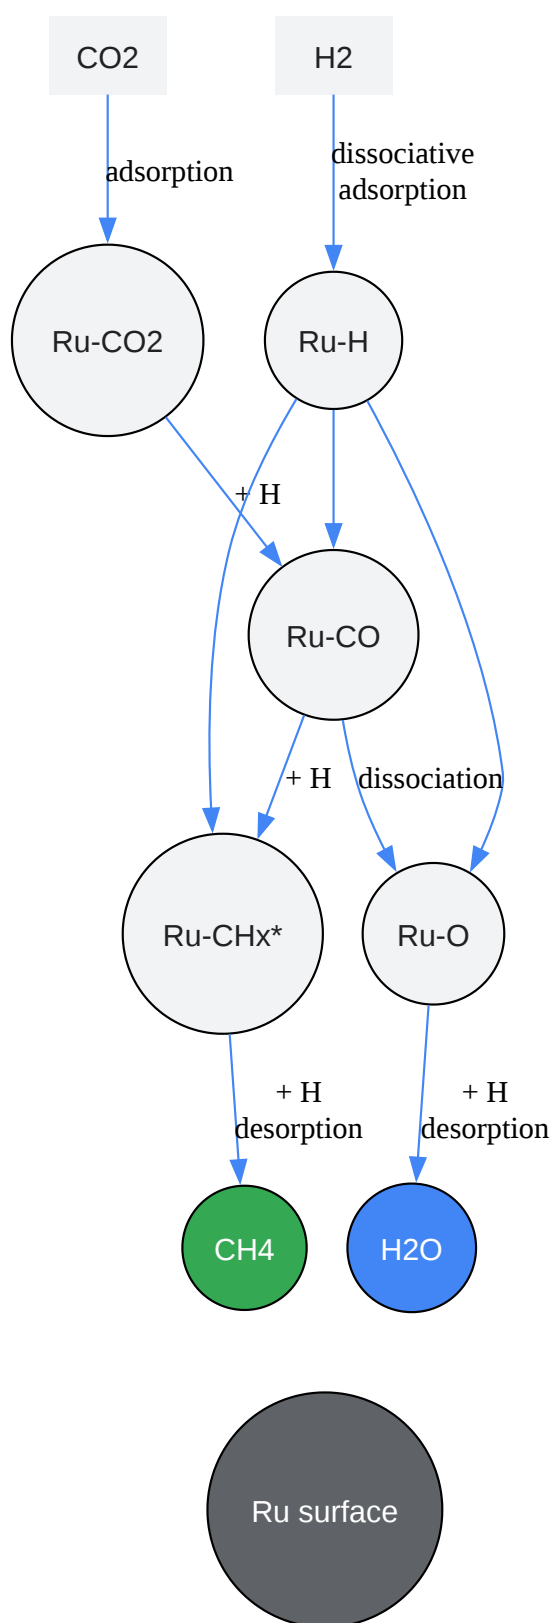 CO2
H2
adsorption
dissociative
adsorption
Ru-CO2
Ru-H
+ H
Ru-CO
+ H
dissociation
Ru-CHx*
Ru-O
+ H
desorption
+ H
desorption
CH4
H2O
Ru surface